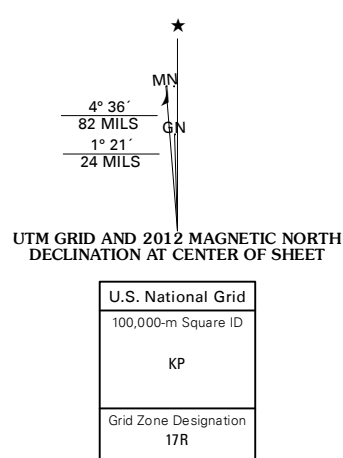 ★
MN
4° 36´
82 MILS
GN
1° 21´
24 MILS
UTM GRID AND 2012 MAGNETIC NORTH
DECLINATION AT CENTER OF SHEET
U.S. National Grid
100,000-m Square ID
KP
Grid Zone Designation
17R